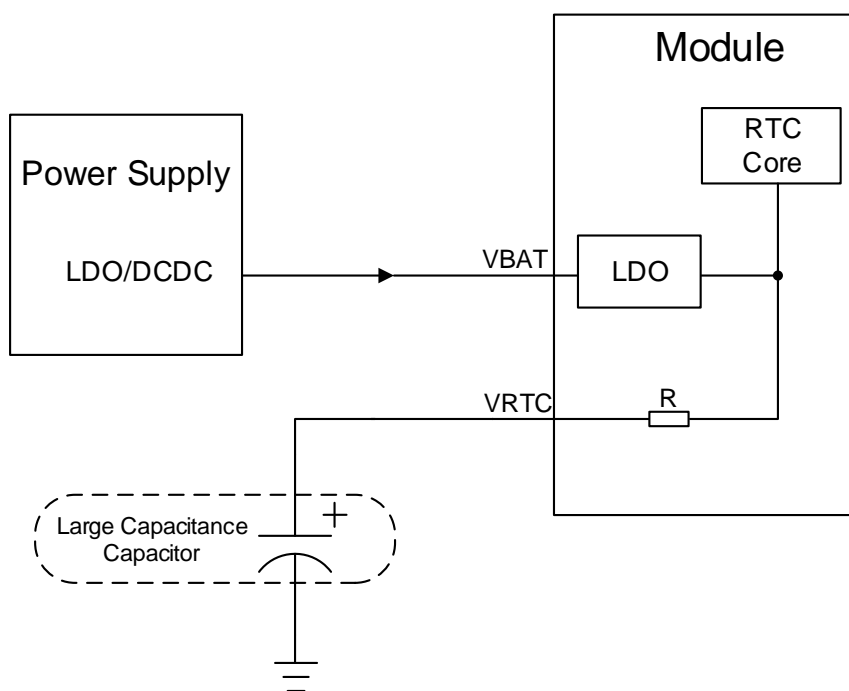 Module
RTC
Core
Power Supply
LDO/DCDC
VBAT
LDO
VRTC
R
+
Large Capacitance
Capacitor